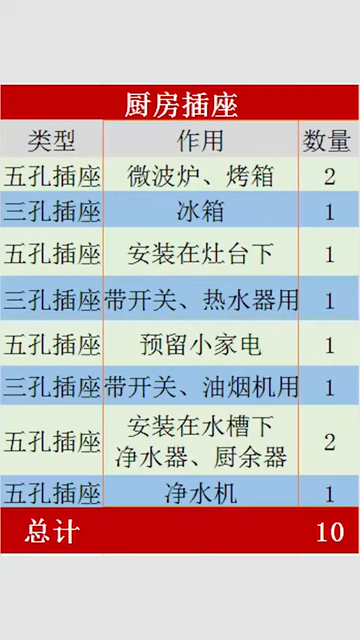 厨房插座
类型 作用 数量
五孔插座 微波炉、烤箱 2
三孔插座 冰箱 1
五孔插座 安装在灶台下 1
三孔插座 带开关、热水器用 1
五孔插座 预留小家电 1
三孔插座 带开关、油烟机用 1
五孔插座 安装在水槽下 2
净水器、厨余器
五孔插座 净水机 1
总计 10